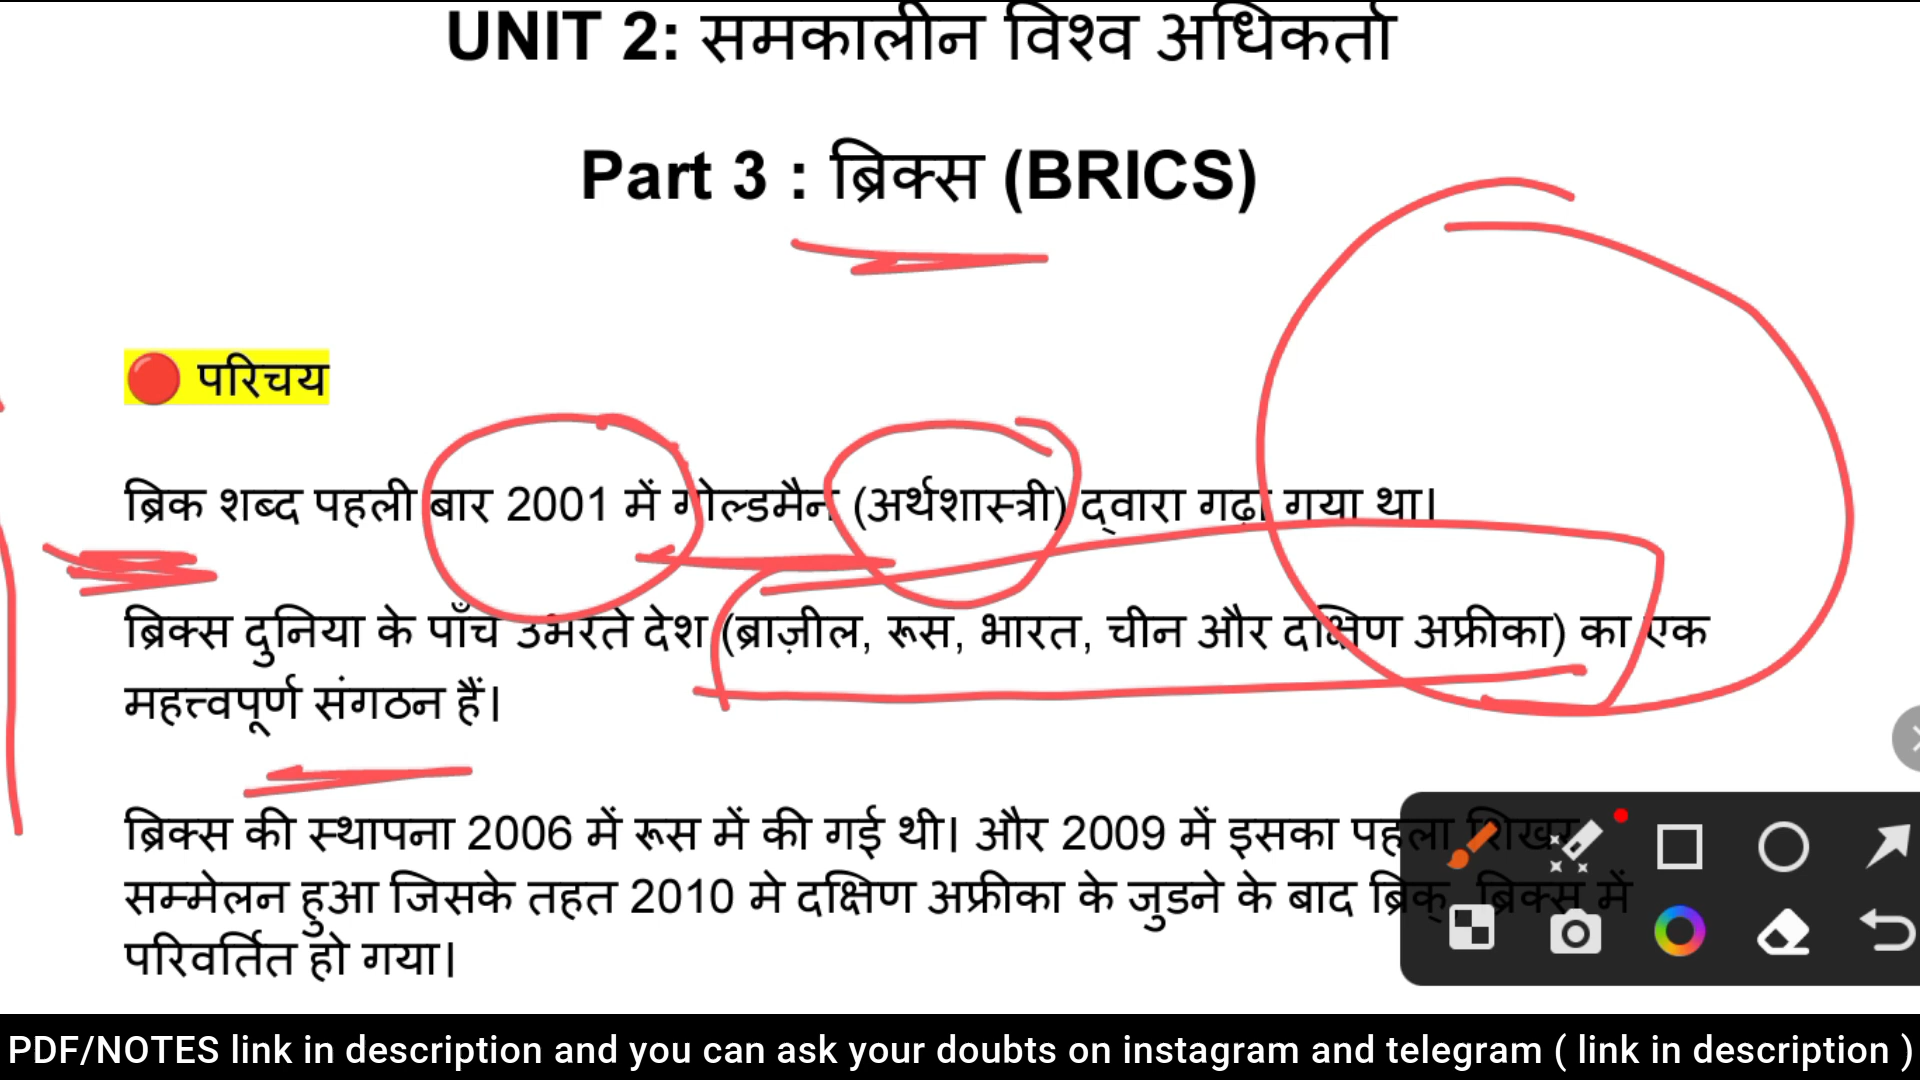 UNIT 2: समकालीन विश्व अधिकर्ता
Part 3 : ब्रिक्स (BRICS)
परिचय
ब्रिक शब्द पहली बार 2001 में गोल्डमैन (अर्थशास्त्री) द्वारा गढ़ा गया था।
ब्रिक्स दुनिया के पाँच उभरते देश (ब्राज़ील, रूस, भारत, चीन और दक्षिण अफ्रीका) का एक
महत्त्वपूर्ण संगठन हैं।
ब्रिक्स की स्थापना 2006 में रूस में की गई थी। और 2009 में इसका पहला शिखर
सम्मेलन हुआ जिसके तहत 2010 मे दक्षिण अफ्रीका के जुडने के बाद ब्रिक्, ब्रिक्स में
परिवर्तित हो गया।
PDF/NOTES link in description and you can ask your doubts on instagram and telegram ( link in description )